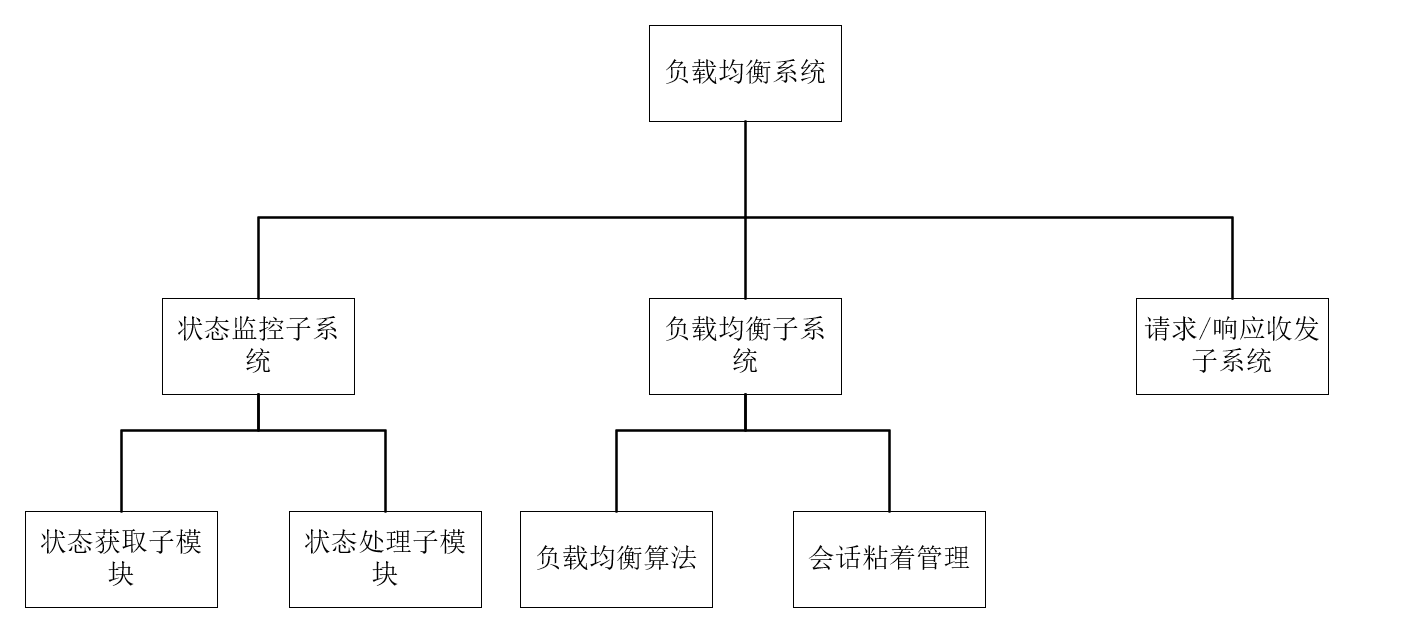 负载均衡系统
状态监控子系
统
负载均衡子系
统
请求/响应收发
子系统
状态获取子模
块
状态处理子模
块
负载均衡算法
会话粘着管理